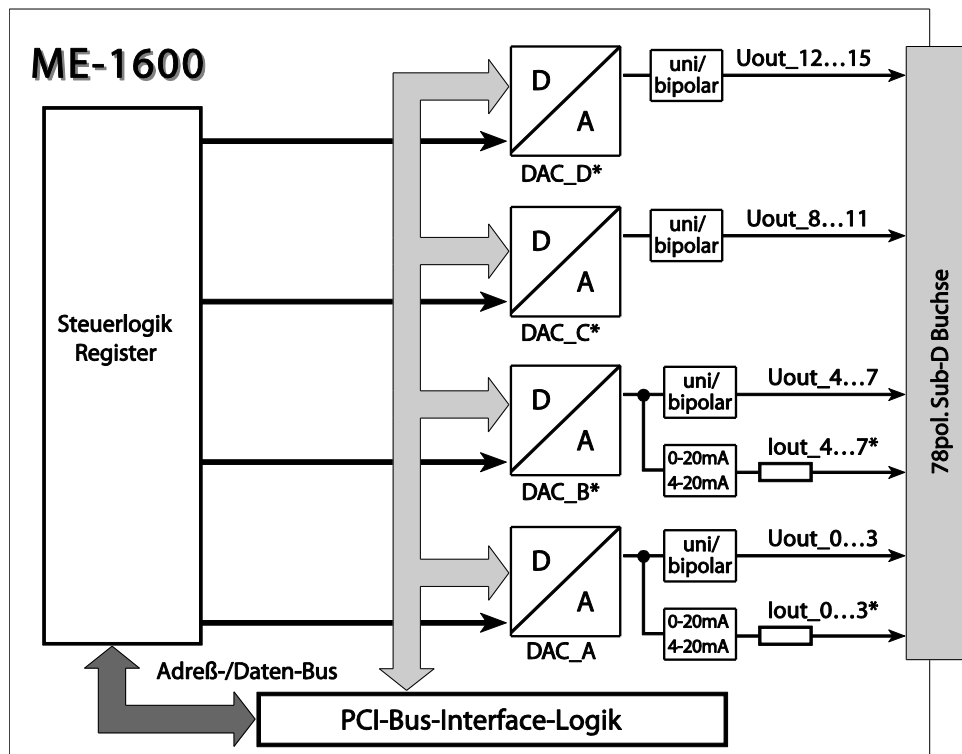 ME-1600
Steuerlogik
Register
D
A
DAC_D*
uni/
bipolar
Uout_12...15
D
A
DAC_C*
uni/
bipolar
Uout_8...11
D
A
DAC_B*
uni/
bipolar
Uout_4...7
0-20mA
4-20mA
Iout_4...7*
D
A
DAC_A
uni/
bipolar
Uout_0...3
0-20mA
4-20mA
Iout_0...3*
78pol. Sub-D Buchse
Adreß-/Daten-Bus
PCI-Bus-Interface-Logik